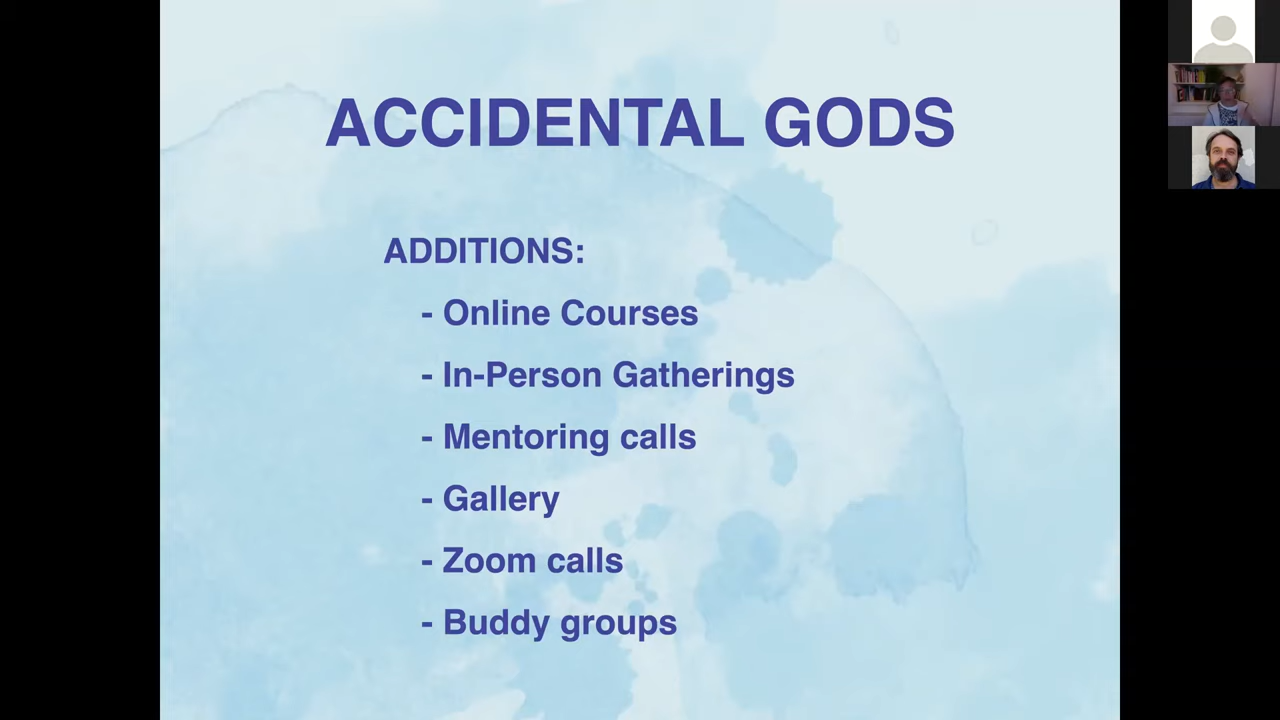 ACCIDENTAL GODS
ADDITIONS:
- Online Courses
- In-Person Gatherings
- Mentoring calls
- Gallery
- Zoom calls
- Buddy groups